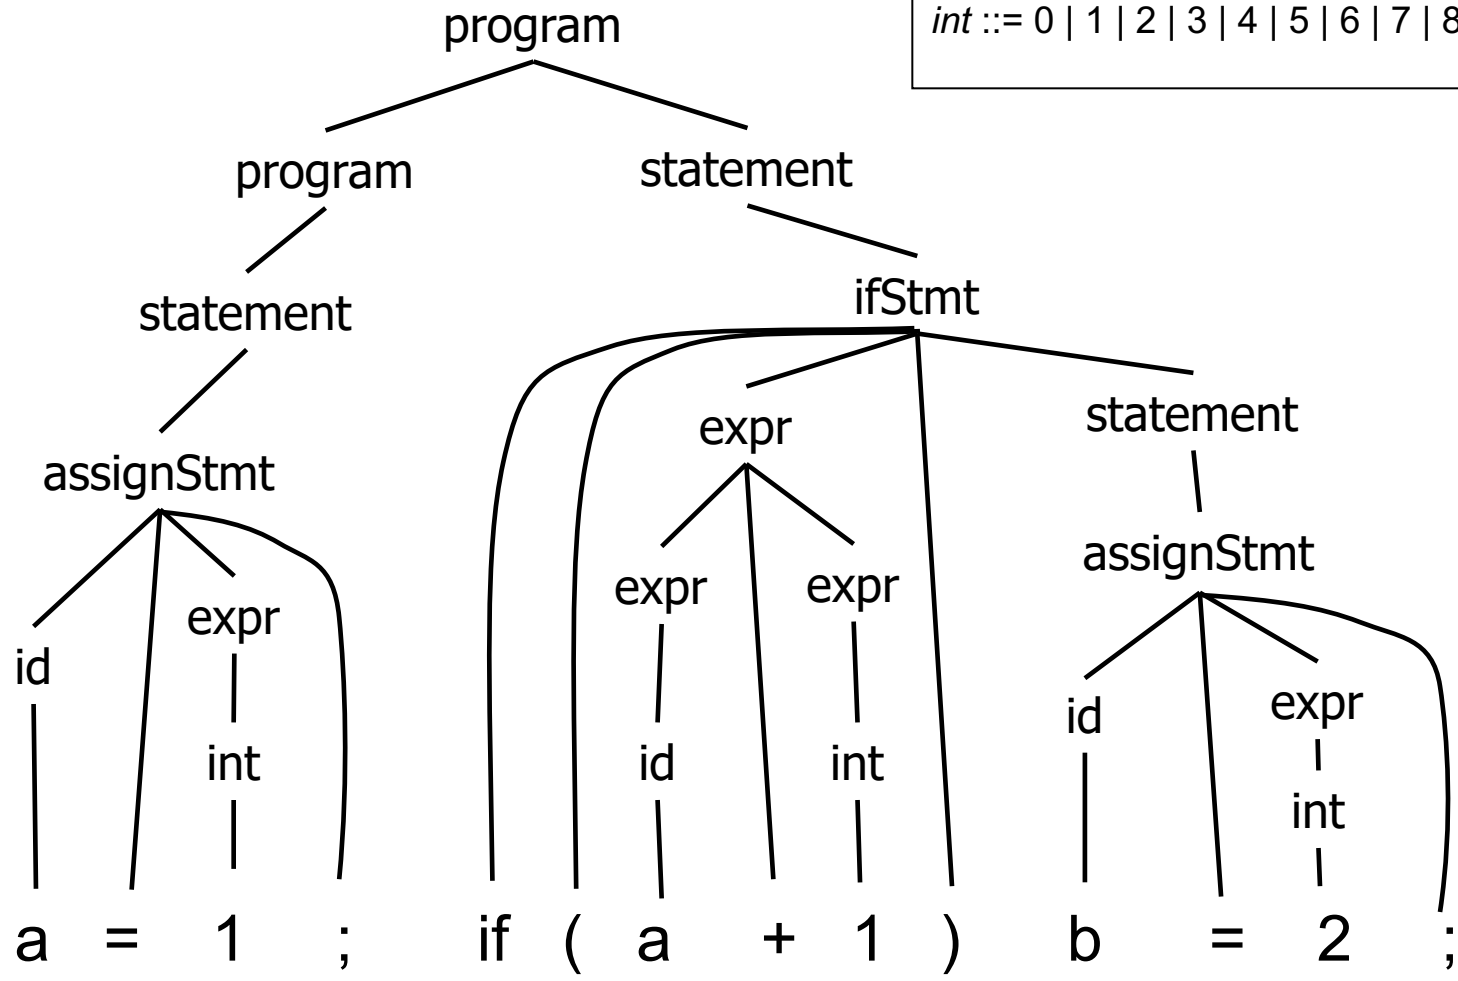 program
int ::= 0 | 1 | 2 | 3 | 4 | 5 | 6 | 7 | 8
program statement
statement ifStmt
expr statement
assignStmt
assignStmt
expr expr expr
id
id expr
int id int
int
a = 1 ; if ( a + 1 ) b = 2 ;